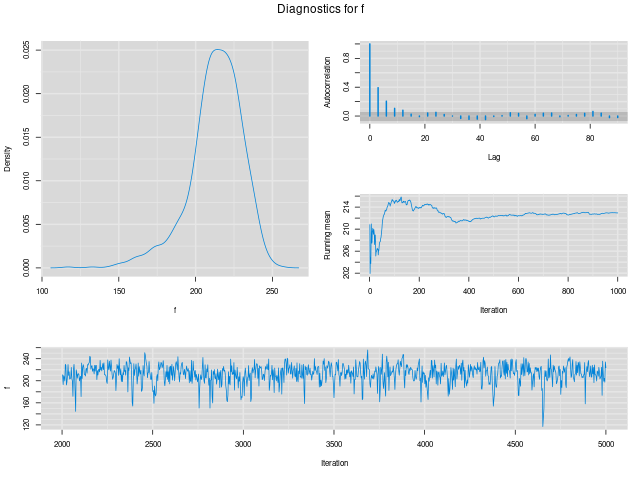 Diagnostics for f
Density
0.000 0.005 0.010 0.015 0.020 0.025
100 150 200 250
f
Autocorrelation
0.0 0.4 0.8
0 20 40 60 80
Lag
Running mean
202 206 210 214
0 200 400 600 800 1000
Iteration
f
120 160 200 240
2000 2500 3000 3500 4000 4500 5000
Iteration